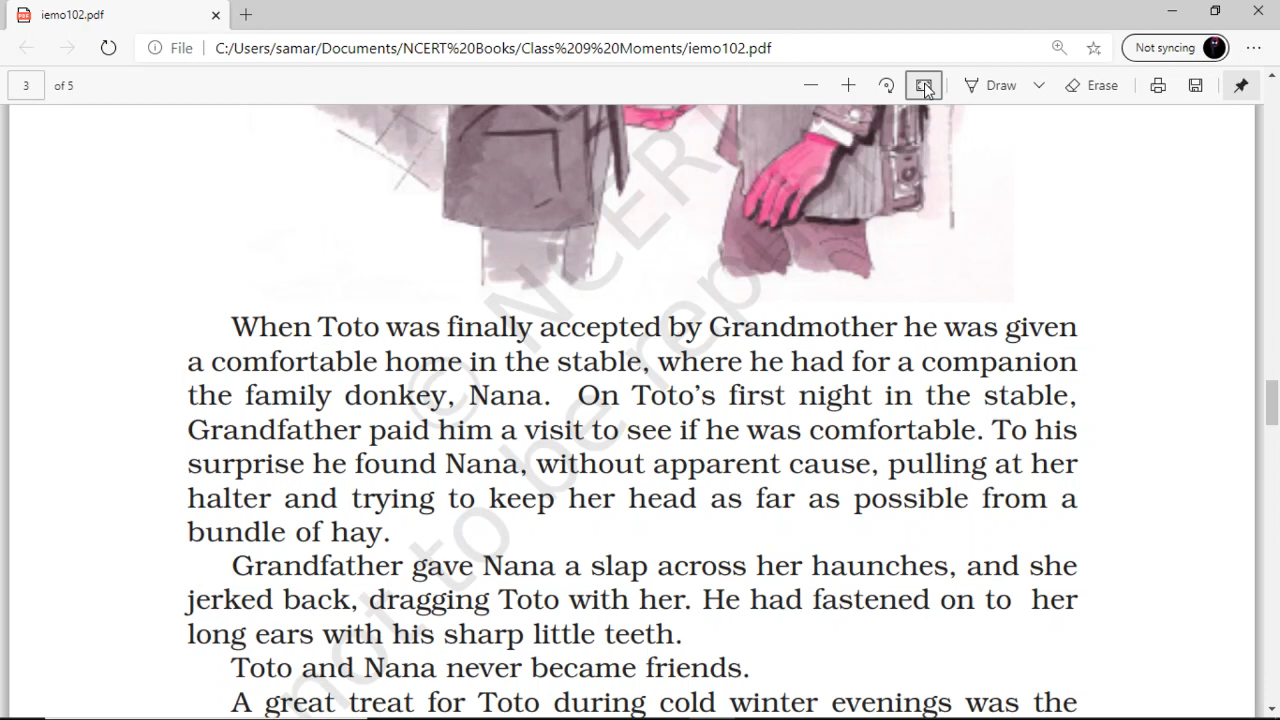 iemo102.pdf
File C:/Users/samar/Documents/NCERT%20Books/Class%209%20Moments/iemo102.pdf Not syncing
3 of 5 Draw Erase
When Toto was finally accepted by Grandmother he was given
a comfortable home in the stable, where he had for a companion
the family donkey, Nana. On Toto's first night in the stable,
Grandfather paid him a visit to see if he was comfortable. To his
surprise he found Nana, without apparent cause, pulling at her
halter and trying to keep her head as far as possible from a
bundle of hay.
Grandfather gave Nana a slap across her haunches, and she
jerked back, dragging Toto with her. He had fastened on to her
long ears with his sharp little teeth.
Toto and Nana never became friends.
A great treat for Toto during cold winter evenings was the
© NCERT
not to be